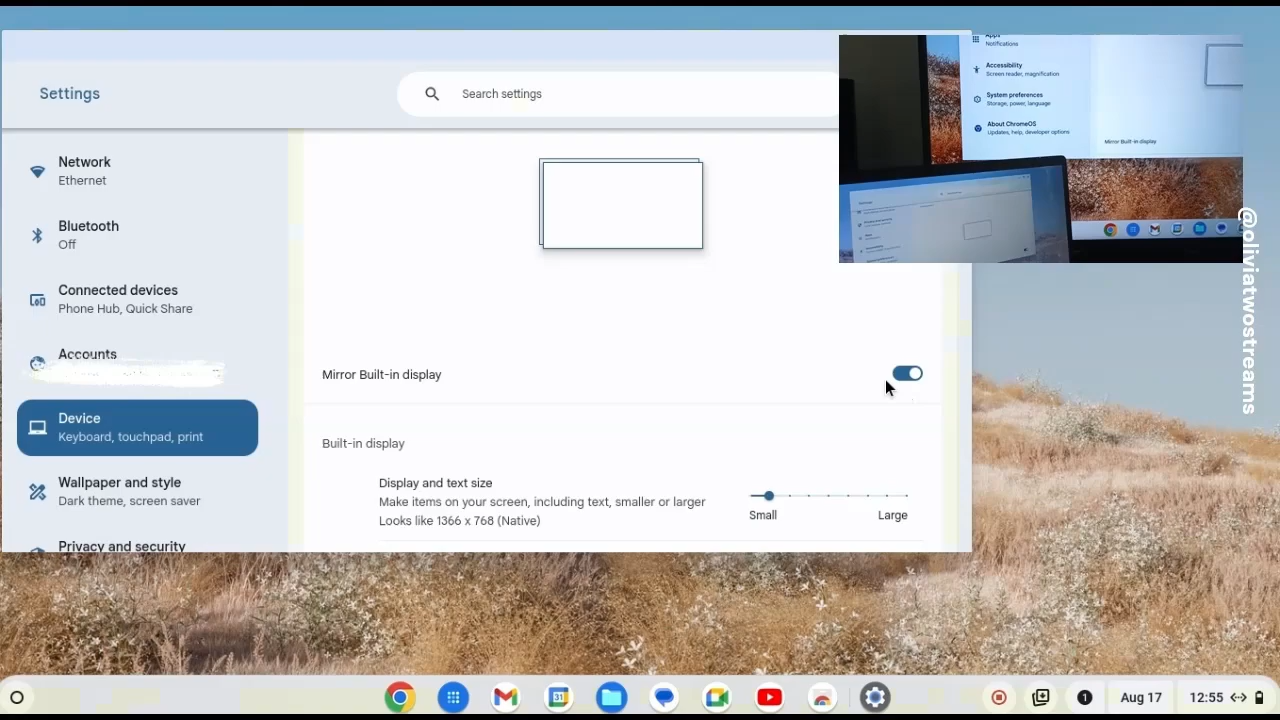 Settings
Search settings
Network
Ethernet
Bluetooth
Off
Connected devices
Phone Hub, Quick Share
Accounts
Device
Keyboard, touchpad, print
Wallpaper and style
Dark theme, screen saver
Privacy and security
Mirror Built-in display
Built-in display
Display and text size
Make items on your screen, including text, smaller or larger
Looks like 1366 x 768 (Native)
Small
Large
Apps
Notifications
Accessibility
Screen reader, magnification
System preferences
Storage, power, language
About ChromeOS
Updates, help, developer options
Mirror Built-in display
@oliviatwostreams
31
1
Aug 17
12:55